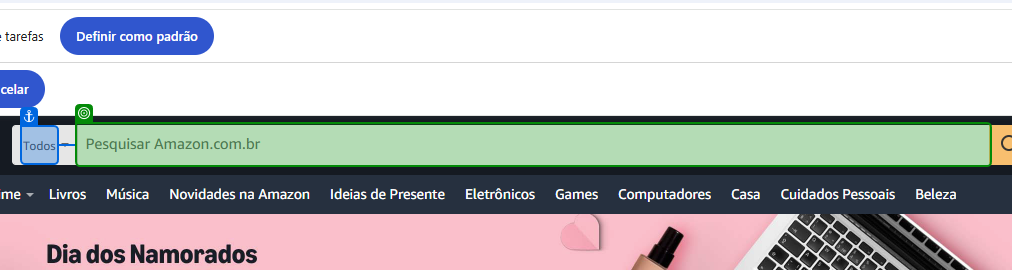 e tarefas Definir como padrão
celar
Todos Pesquisar Amazon.com.br
ime Livros Música Novidades na Amazon Ideias de Presente Eletrônicos Games Computadores Casa Cuidados Pessoais Beleza
Dia dos Namorados